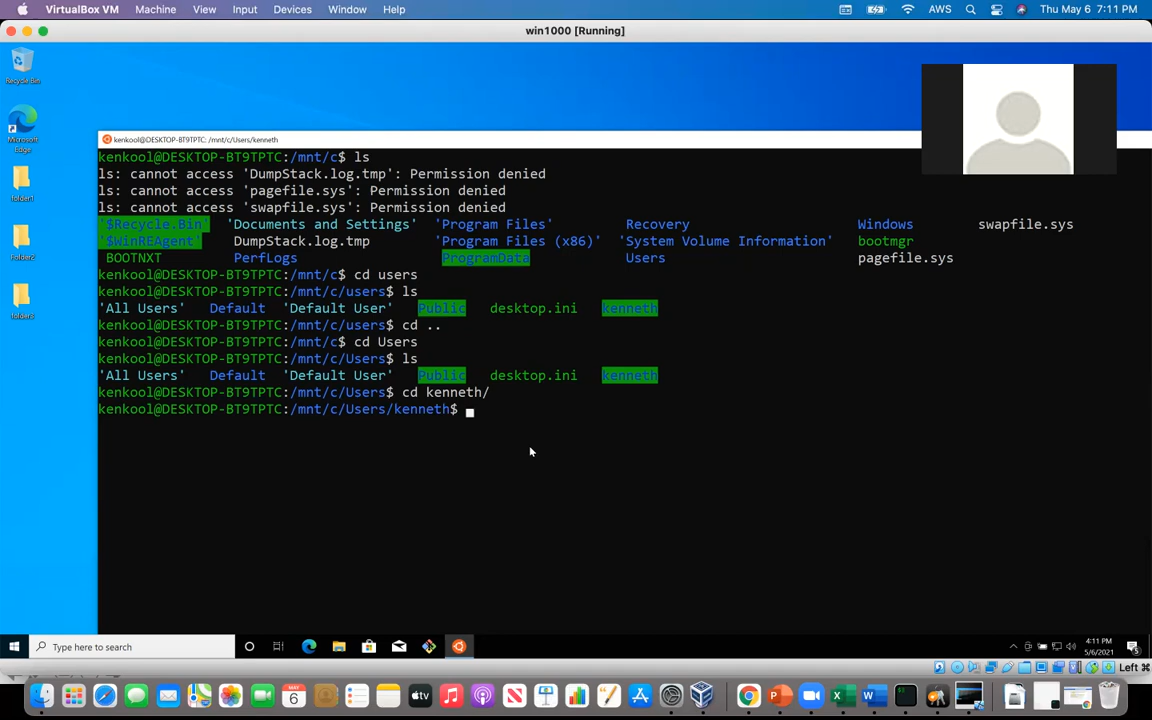 VirtualBox VM Machine View Input Devices Window Help AWS Thu May 6 7:11 PM
win1000 [Running]
Recycle Bin
Microsoft Edge
folder1
Folder2
folder3
kenkool@DESKTOP-BT9TPTC: /mnt/c/Users/kenneth
kenkool@DESKTOP-BT9TPTC:/mnt/c$ ls
ls: cannot access 'DumpStack.log.tmp': Permission denied
ls: cannot access 'pagefile.sys': Permission denied
ls: cannot access 'swapfile.sys': Permission denied
'$Recycle.Bin' 'Documents and Settings' 'Program Files' Recovery Windows swapfile.sys
'$WinREAgent' DumpStack.log.tmp 'Program Files (x86)' 'System Volume Information' bootmgr
BOOTNXT PerfLogs ProgramData Users pagefile.sys
kenkool@DESKTOP-BT9TPTC:/mnt/c$ cd users
kenkool@DESKTOP-BT9TPTC:/mnt/c/users$ ls
'All Users' Default 'Default User' Public desktop.ini kenneth
kenkool@DESKTOP-BT9TPTC:/mnt/c/users$ cd ..
kenkool@DESKTOP-BT9TPTC:/mnt/c$ cd Users
kenkool@DESKTOP-BT9TPTC:/mnt/c/Users$ ls
'All Users' Default 'Default User' Public desktop.ini kenneth
kenkool@DESKTOP-BT9TPTC:/mnt/c/Users$ cd kenneth/
kenkool@DESKTOP-BT9TPTC:/mnt/c/Users/kenneth$
Type here to search
4:11 PM
5/6/2021
Left ⌘